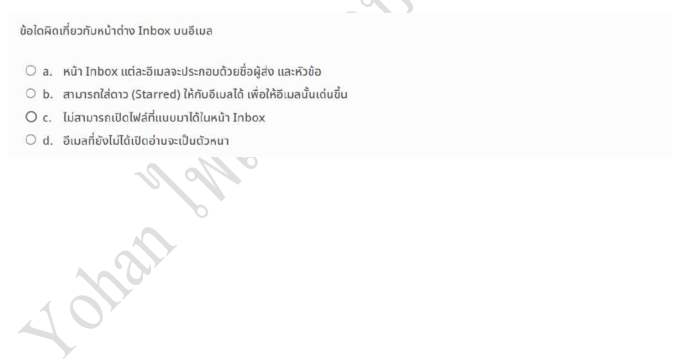 ข้อใดผิดเกี่ยวกับหน้าต่าง Inbox บนอีเมล
a. หน้า Inbox แต่ละอีเมลจะประกอบด้วยชื่อผู้ส่ง และหัวข้อ
b. สามารถใส่ดาว (Starred) ให้กับอีเมลได้ เพื่อให้อีเมลนั้นเด่นขึ้น
c. ไม่สามารถเปิดไฟล์ที่แนบมาได้ในหน้า Inbox
d. อีเมลที่ยังไม่ได้เปิดอ่านจะเป็นตัวหนา
Yohan